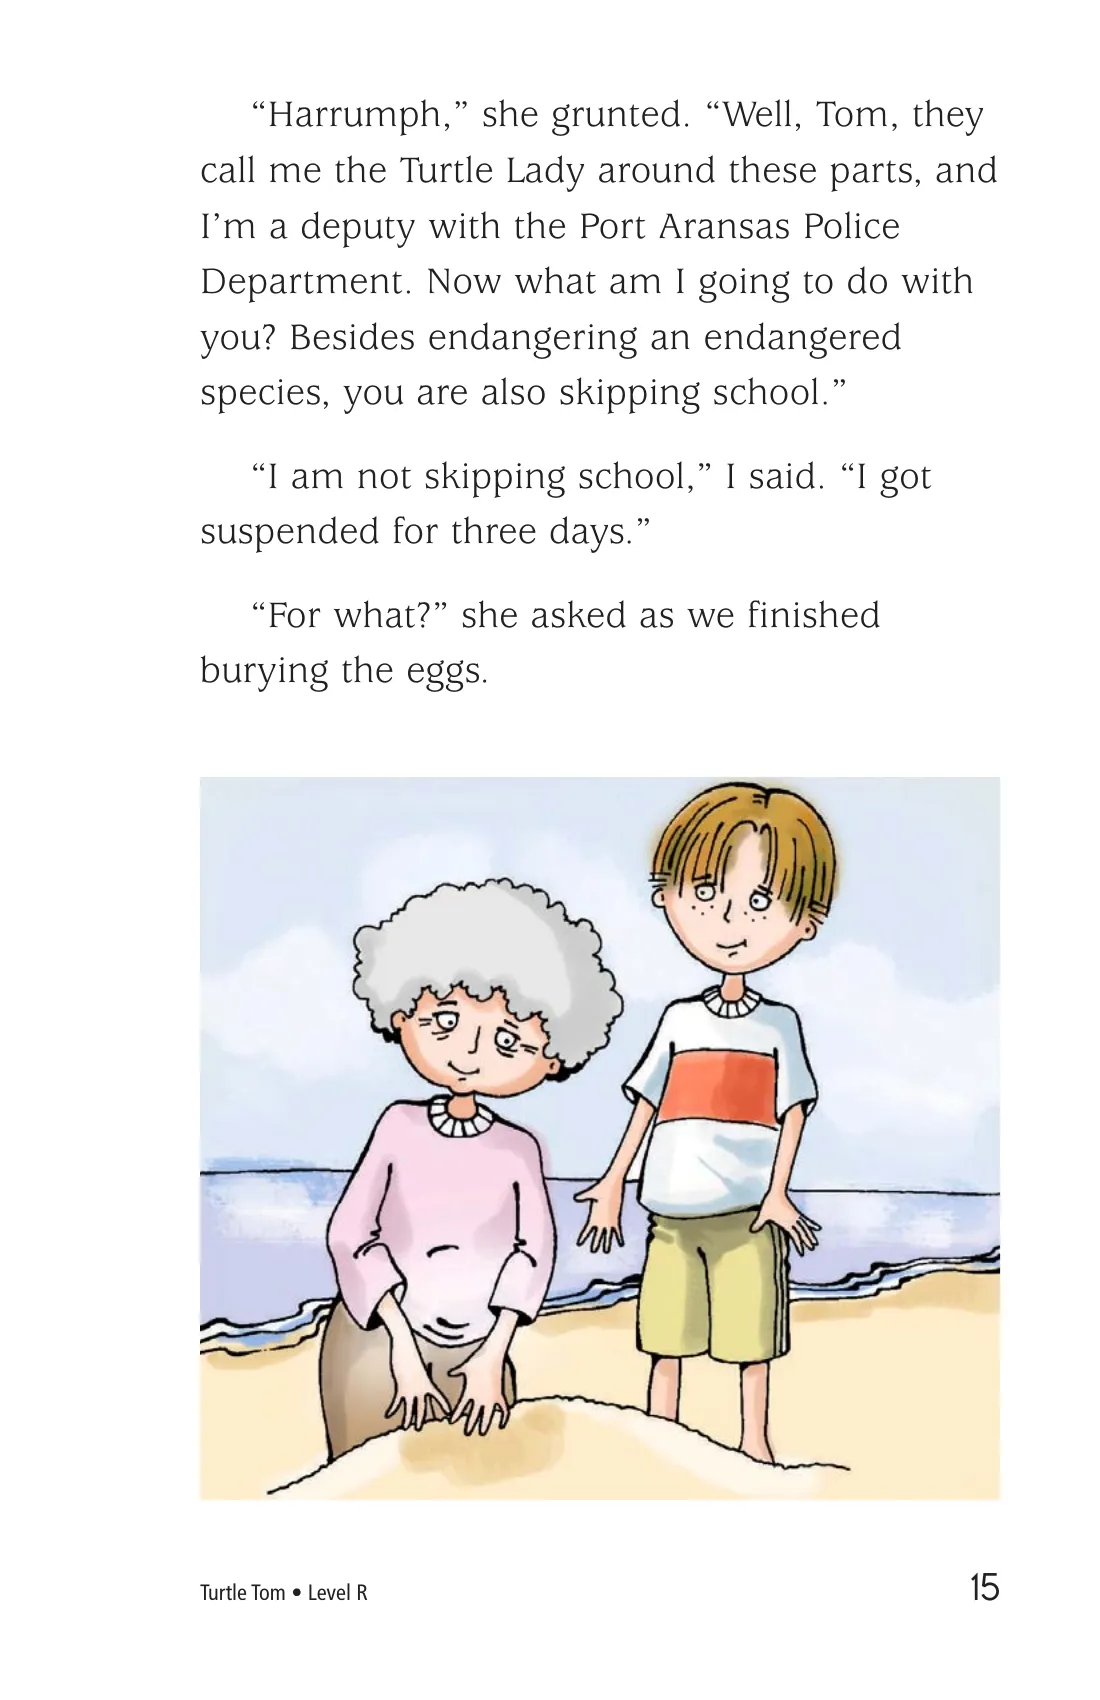 “Harrumph,” she grunted. “Well, Tom, they
call me the Turtle Lady around these parts, and
I’m a deputy with the Port Aransas Police
Department. Now what am I going to do with
you? Besides endangering an endangered
species, you are also skipping school.”
“I am not skipping school,” I said. “I got
suspended for three days.”
“For what?” she asked as we finished
burying the eggs.
Turtle Tom • Level R
15